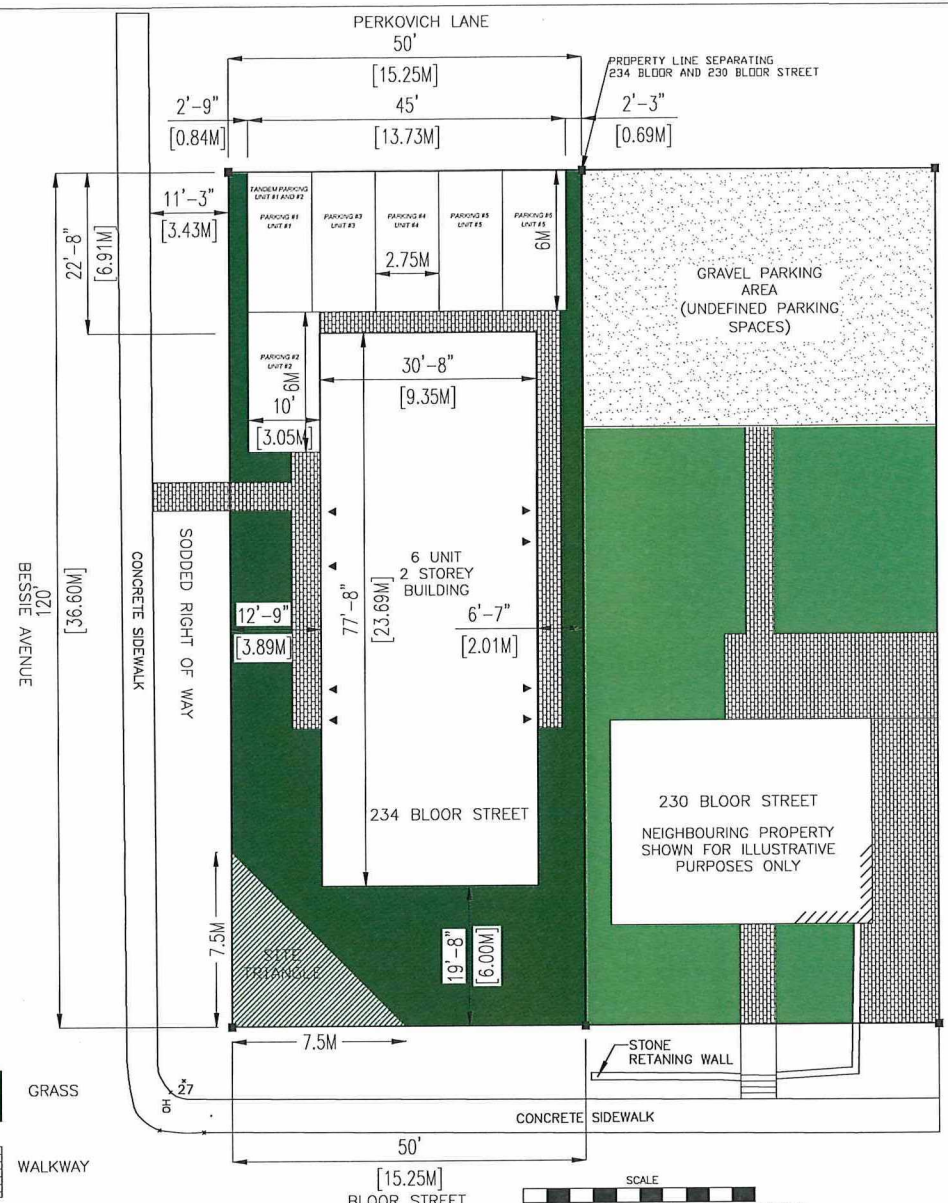 PERKOVICH LANE
50'
[15.25M]
PROPERTY LINE SEPARATING
234 BLOOR AND 230 BLOOR STREET
2'-9"
[0.84M]
45'
[13.73M]
2'-3"
[0.69M]
11'-3"
[3.43M]
22'-8"
[6.91M]
TANDEM PARKING
UNIT #1 AND #2
PARKING #1
UNIT #1
PARKING #3
UNIT #3
PARKING #4
UNIT #4
PARKING #5
UNIT #5
PARKING #6
UNIT #6
6M
2.75M
GRAVEL PARKING
AREA
(UNDEFINED PARKING
SPACES)
PARKING #2
UNIT #2
6M
10'
[3.05M]
30'-8"
[9.35M]
BESSIE AVENUE
120'
[36.60M]
CONCRETE SIDEWALK
SODDED RIGHT OF WAY
6 UNIT
2 STOREY
BUILDING
77'-8"
[23.69M]
12'-9"
[3.89M]
6'-7"
[2.01M]
234 BLOOR STREET
230 BLOOR STREET
NEIGHBOURING PROPERTY
SHOWN FOR ILLUSTRATIVE
PURPOSES ONLY
7.5M
SITE
TRIANGLE
19'-8"
[6.00M]
7.5M
STONE
RETANING WALL
GRASS
27
HO
CONCRETE SIDEWALK
WALKWAY
50'
[15.25M]
BLOOR STREET
SCALE